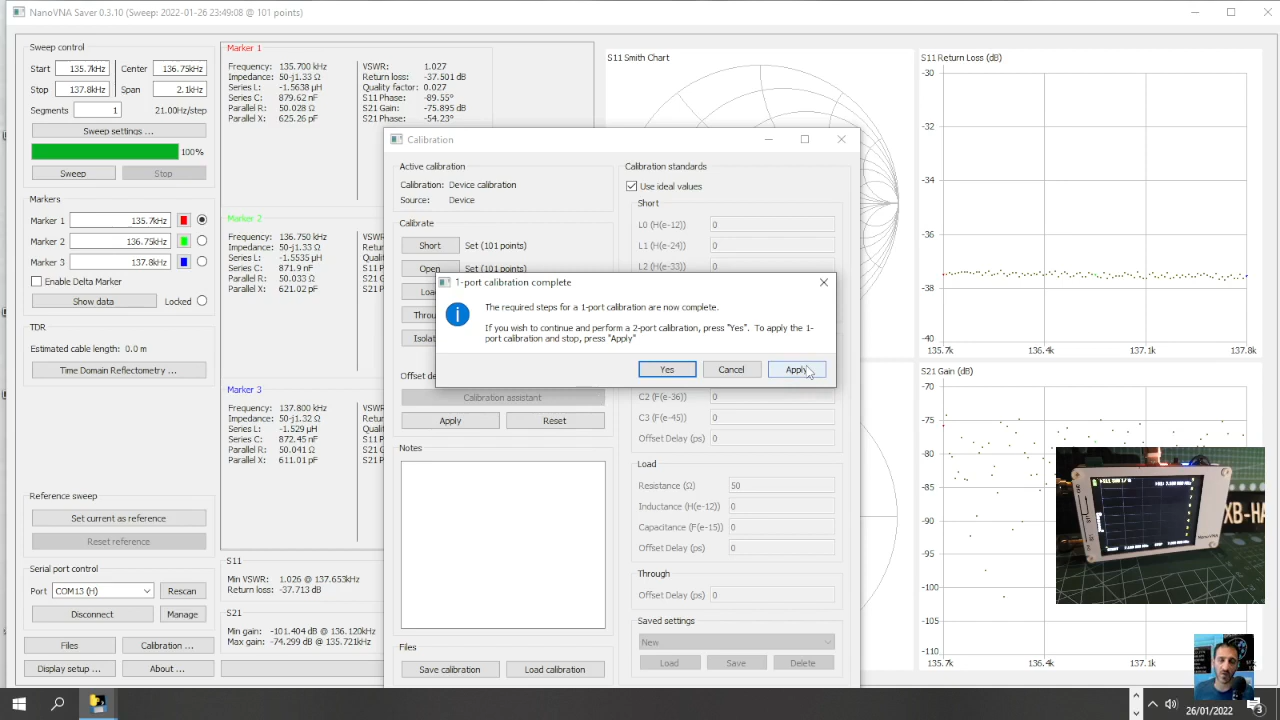 NanoVNA Saver 0.3.10 (Sweep: 2022-01-26 23:49:08 @ 101 points)
Sweep control
Start 135.7kHz Center 136.75kHz
Stop 137.8kHz Span 2.1kHz
Segments 1 21.00Hz/step
Sweep settings ...
100%
Sweep Stop
Markers
Marker 1 135.7kHz
Marker 2 136.75kHz
Marker 3 137.8kHz
Enable Delta Marker
Show data Locked
TDR
Estimated cable length: 0.0 m
Time Domain Reflectometry ...
Reference sweep
Set current as reference
Reset reference
Serial port control
Port COM13 (H) Rescan
Disconnect Manage
Files Calibration ...
Display setup ... About ...
Marker 1
Frequency: 135.700 kHz VSWR: 1.027
Impedance: 50-j1.33 Ω Return loss: -37.501 dB
Series L: -1.5638 μH Quality factor: 0.027
Series C: 879.62 nF S11 Phase: -89.55°
Parallel R: 50.028 Ω S21 Gain: -75.895 dB
Parallel X: 625.26 pF S21 Phase: -54.23°
Marker 2
Frequency: 136.750 kHz VSWR
Impedance: 50-j1.33 Ω Return
Series L: -1.5535 μH Qualit
Series C: 871.9 nF S11 P
Parallel R: 50.033 Ω S21 G
Parallel X: 621.02 pF S21 P
Marker 3
Frequency: 137.800 kHz VSWR
Impedance: 50-j1.32 Ω Return
Series L: -1.529 μH Qualit
Series C: 872.45 nF S11 P
Parallel R: 50.041 Ω S21 G
Parallel X: 611.01 pF S21 P
S11
Min VSWR: 1.026 @ 137.653kHz
Return loss: -37.713 dB
S21
Min gain: -101.404 dB @ 136.120kHz
Max gain: -74.299 dB @ 135.721kHz
Calibration
Active calibration
Calibration: Device calibration
Source: Device
Calibrate
Short Set (101 points)
Open Set (101 points)
Loa
Throu
Isolat
Offset de
Calibration assistant
Apply Reset
Notes
Files
Save calibration Load calibration
Calibration standards
Use ideal values
Short
L0 (H(e-12)) 0
L1 (H(e-24)) 0
L2 (H(e-33)) 0
C2 (F(e-36)) 0
C3 (F(e-45)) 0
Offset Delay (ps) 0
Load
Resistance (Ω) 50
Inductance (H(e-12)) 0
Capacitance (F(e-15)) 0
Offset Delay (ps) 0
Through
Offset Delay (ps) 0
Saved settings
New
Load Save Delete
1-port calibration complete
The required steps for a 1-port calibration are now complete.
If you wish to continue and perform a 2-port calibration, press "Yes". To apply the 1-
port calibration and stop, press "Apply"
Yes Cancel Apply
S11 Smith Chart
S11 Return Loss (dB)
-30
-32
-34
-36
-38
-40
135.7k 136.4k 137.1k 137.8k
S21 Gain (dB)
-70
-75
-80
-85
-90
-95
-100
-105
-110
135.7k 136.4k 137.1k 137.8k
NanoVNA
XB-HA
26/01/2022
3